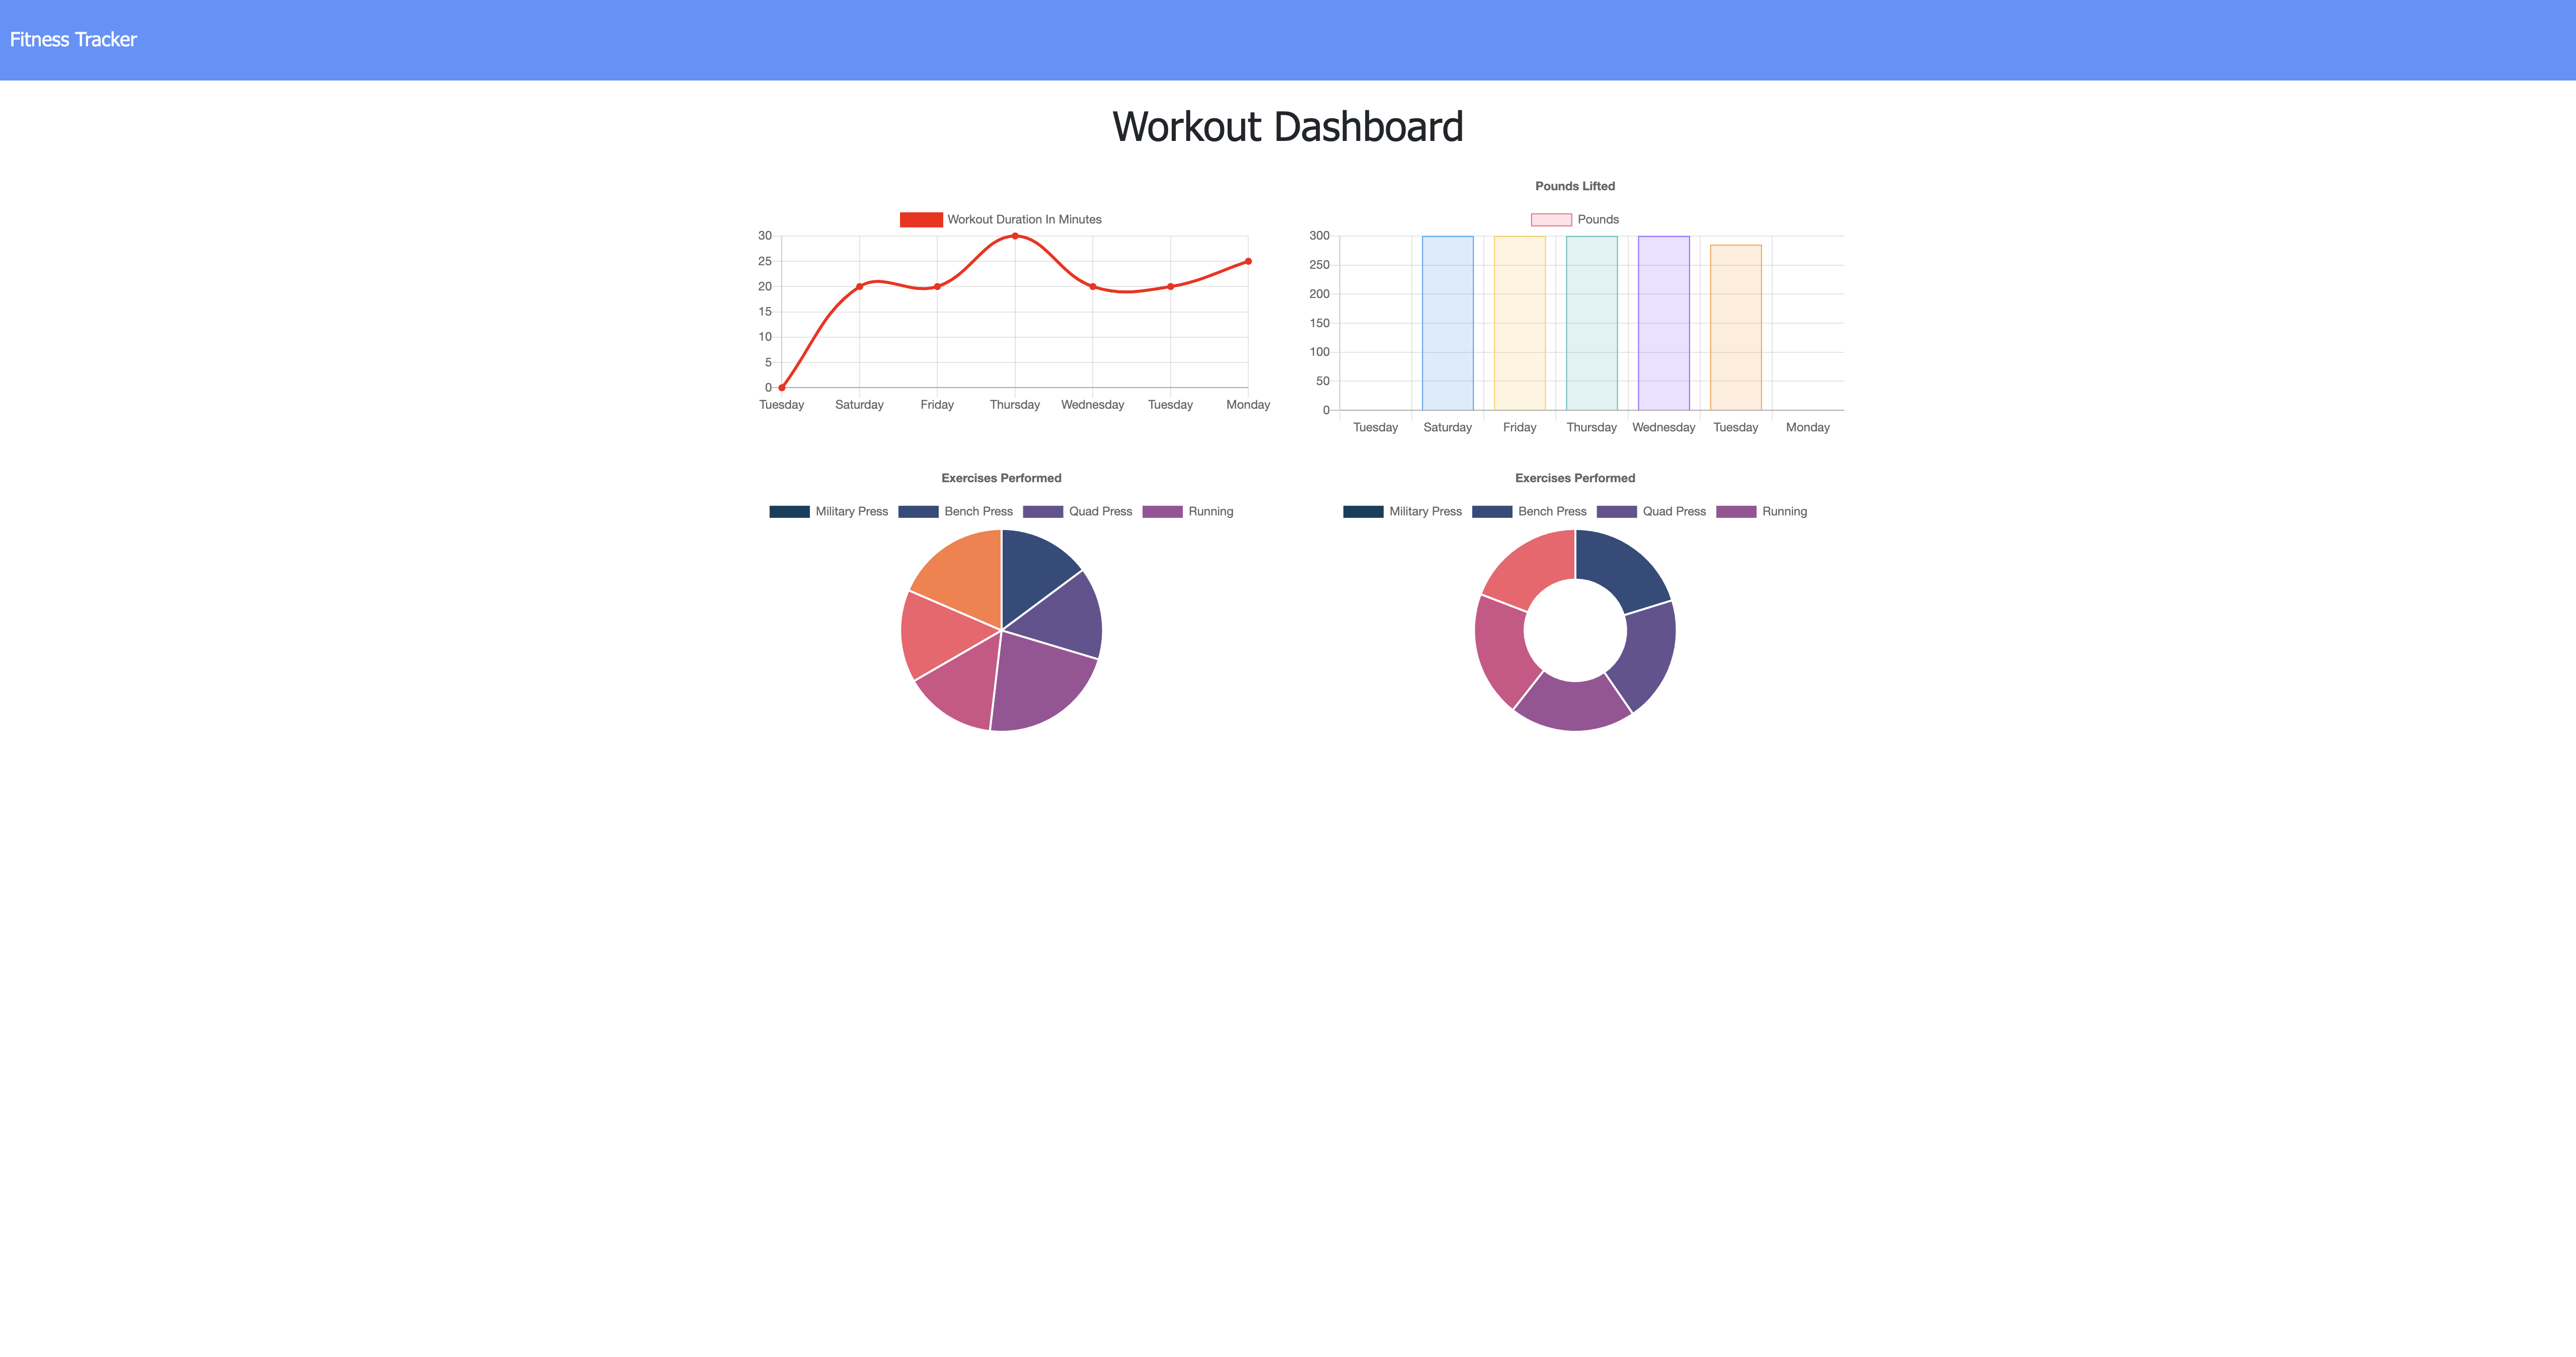 Fitness Tracker
Workout Dashboard
Workout Duration In Minutes
30
25
20
15
10
5
0
Tuesday Saturday Friday Thursday Wednesday Tuesday Monday
Pounds Lifted
Pounds
300
250
200
150
100
50
0
Tuesday Saturday Friday Thursday Wednesday Tuesday Monday
Exercises Performed
Military Press Bench Press Quad Press Running
Exercises Performed
Military Press Bench Press Quad Press Running